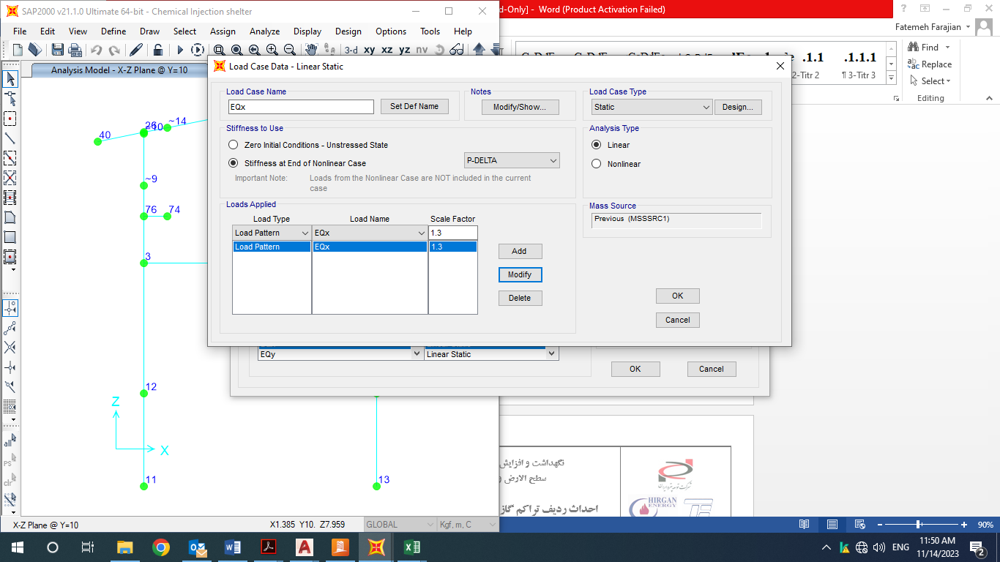 SAP2000 v21.1.0 Ultimate 64-bit - Chemical Injection shelter
d-Only] - Word (Product Activation Failed)
File Edit View Define Draw Select Assign Analyze Display Design Options Tools Help
Fatemeh Farajian
3-d xy xz yz nv
Analysis Model - X-Z Plane @ Y=10
Load Case Data - Linear Static
.1.1
.1.1.1
2-Titr 2
¶ 3-Titr 3
Find
Replace
Select
Editing
Load Case Name
EQx
Set Def Name
Notes
Modify/Show...
Load Case Type
Static
Design...
Stiffness to Use
Zero Initial Conditions - Unstressed State
Stiffness at End of Nonlinear Case
P-DELTA
Important Note: Loads from the Nonlinear Case are NOT included in the current
case
Analysis Type
Linear
Nonlinear
Loads Applied
Load Type Load Name Scale Factor
Load Pattern EQx 1.3
Load Pattern EQx 1.3
Add
Modify
Delete
Mass Source
Previous (MSSSRC1)
OK
Cancel
EQy
Linear Static
OK
Cancel
40
~14
~9
76
74
3
12
Z
X
11
13
نگهداشت و افزایش
سطح الارض و
احداث ردیف تراکم گاز
شرکت توسعه پترو ایران
HIRGAN
ENERGY
all
PS
clr
X-Z Plane @ Y=10
X1.385 Y10. Z7.959
GLOBAL
Kgf, m, C
90%
ENG
11:50 AM
11/14/2023
2